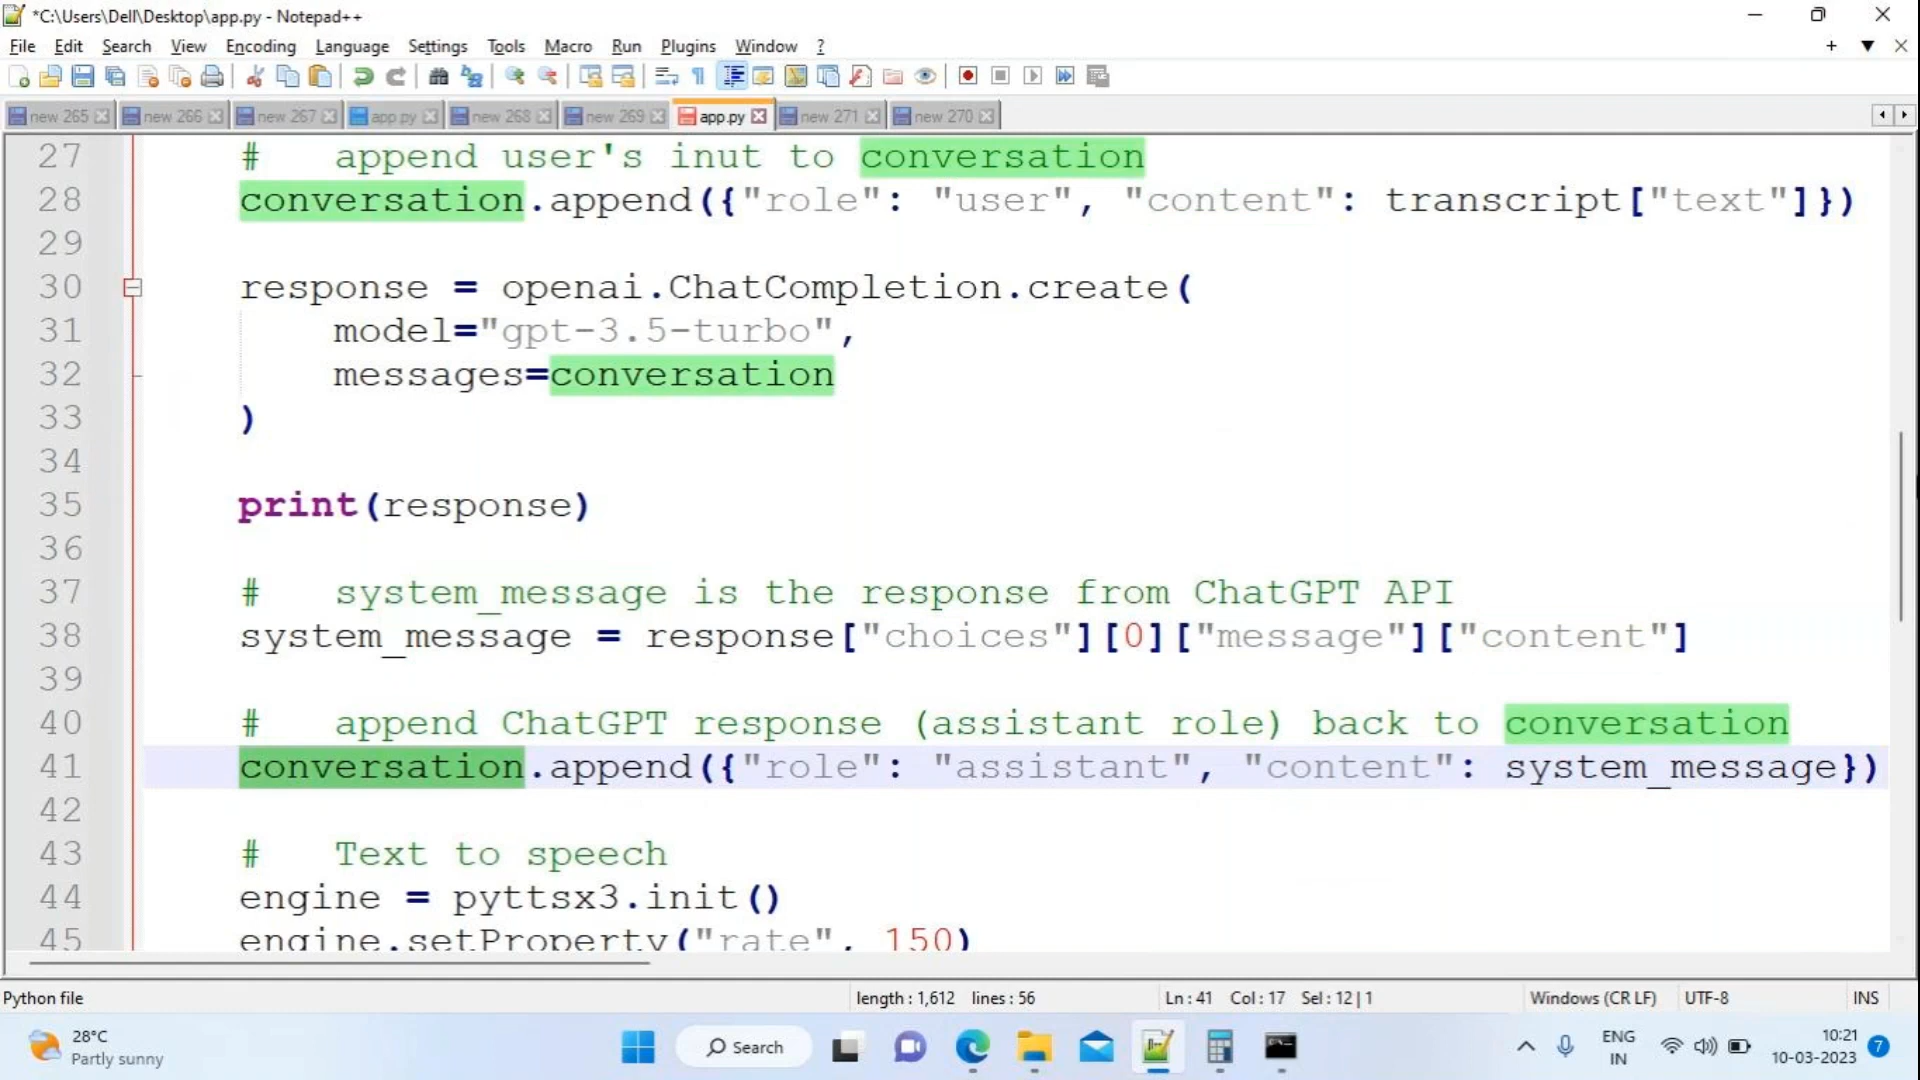 *C:\Users\Dell\Desktop\app.py - Notepad++
File Edit Search View Encoding Language Settings Tools Macro Run Plugins Window ?
new 265 new 266 new 267 app.py new 268 new 269 app.py new 271 new 270
27 # append user's inut to conversation
28 conversation.append({"role": "user", "content": transcript["text"]})
29
30 response = openai.ChatCompletion.create(
31 model="gpt-3.5-turbo",
32 messages=conversation
33 )
34
35 print(response)
36
37 # system_message is the response from ChatGPT API
38 system_message = response["choices"][0]["message"]["content"]
39
40 # append ChatGPT response (assistant role) back to conversation
41 conversation.append({"role": "assistant", "content": system_message})
42
43 # Text to speech
44 engine = pyttsx3.init()
45 engine.setProperty("rate", 150)
Python file length : 1,612 lines : 56 Ln : 41 Col : 17 Sel : 12 | 1 Windows (CR LF) UTF-8 INS
28°C
Partly sunny
Search
ENG
IN
10:21
10-03-2023
7